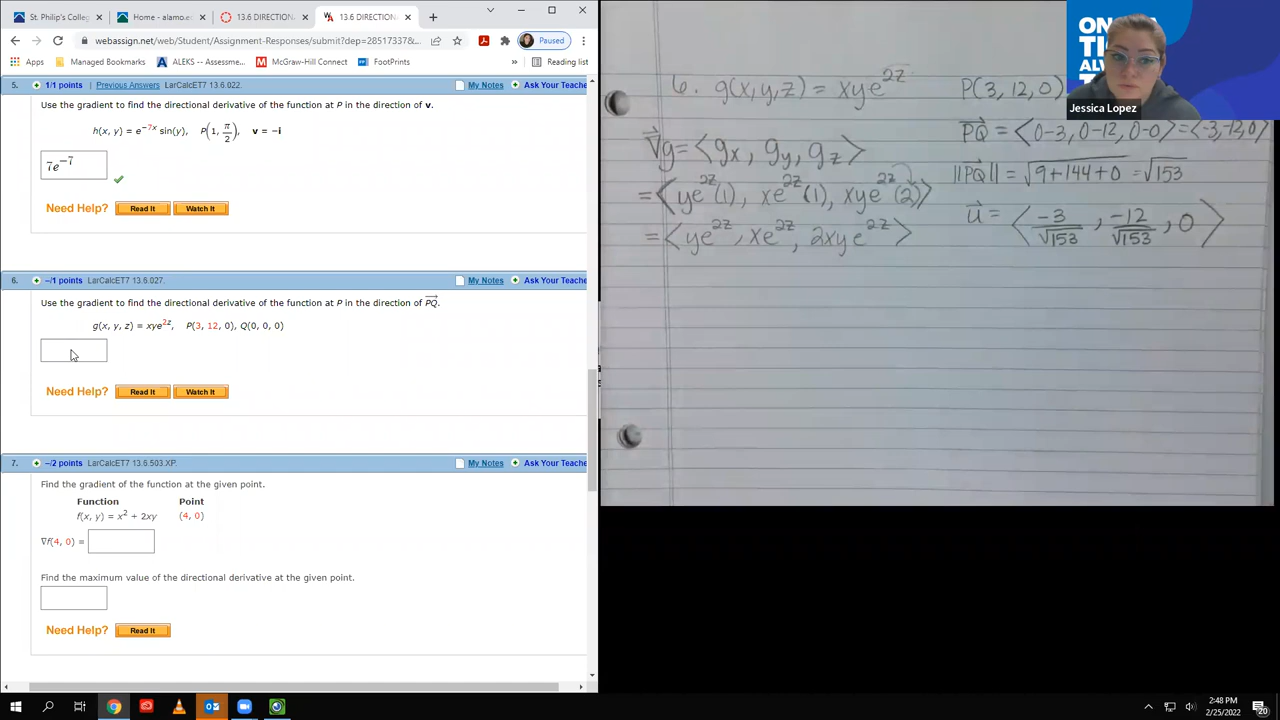 St. Philip's Colleg
Home - alamo.ed
13.6 DIRECTION
13.6 DIRECTION
webassign.net/web/Student/Assignment-Responses/submit?dep=28517337&...
Paused
Apps
Managed Bookmarks
ALEKS -- Assessme...
McGraw-Hill Connect
FootPrints
»
Reading list
5.
1/1 points
Previous Answers
LarCalcET7 13.6.022.
My Notes
Ask Your Teache
Use the gradient to find the directional derivative of the function at P in the direction of v.
h(x, y) = e^−7x sin(y), P(1, π/2), v = −i
Need Help?
Read It
Watch It
6.
–/1 points
LarCalcET7 13.6.027.
My Notes
Ask Your Teache
Use the gradient to find the directional derivative of the function at P in the direction of PQ→.
g(x, y, z) = xye^2z, P(3, 12, 0), Q(0, 0, 0)
Need Help?
Read It
Watch It
7.
–/2 points
LarCalcET7 13.6.503.XP.
My Notes
Ask Your Teache
Find the gradient of the function at the given point.
Function Point
f(x, y) = x² + 2xy (4, 0)
∇f(4, 0) =
Find the maximum value of the directional derivative at the given point.
Need Help?
Read It
6. g(x,y,z) = xye^2z P(3,12,0)
∇g = <gx, gy, gz>
= <ye^2z(1), xe^2z(1), xye^2z(2)>
= <ye^2z, xe^2z, 2xye^2z>
PQ→ = <0-3, 0-12, 0-0> = <-3,-12,0>
||PQ→|| = √9+144+0 = √153
u→ = <-3/√153, -12/√153, 0>
Jessica Lopez
2:48 PM
2/25/2022
20